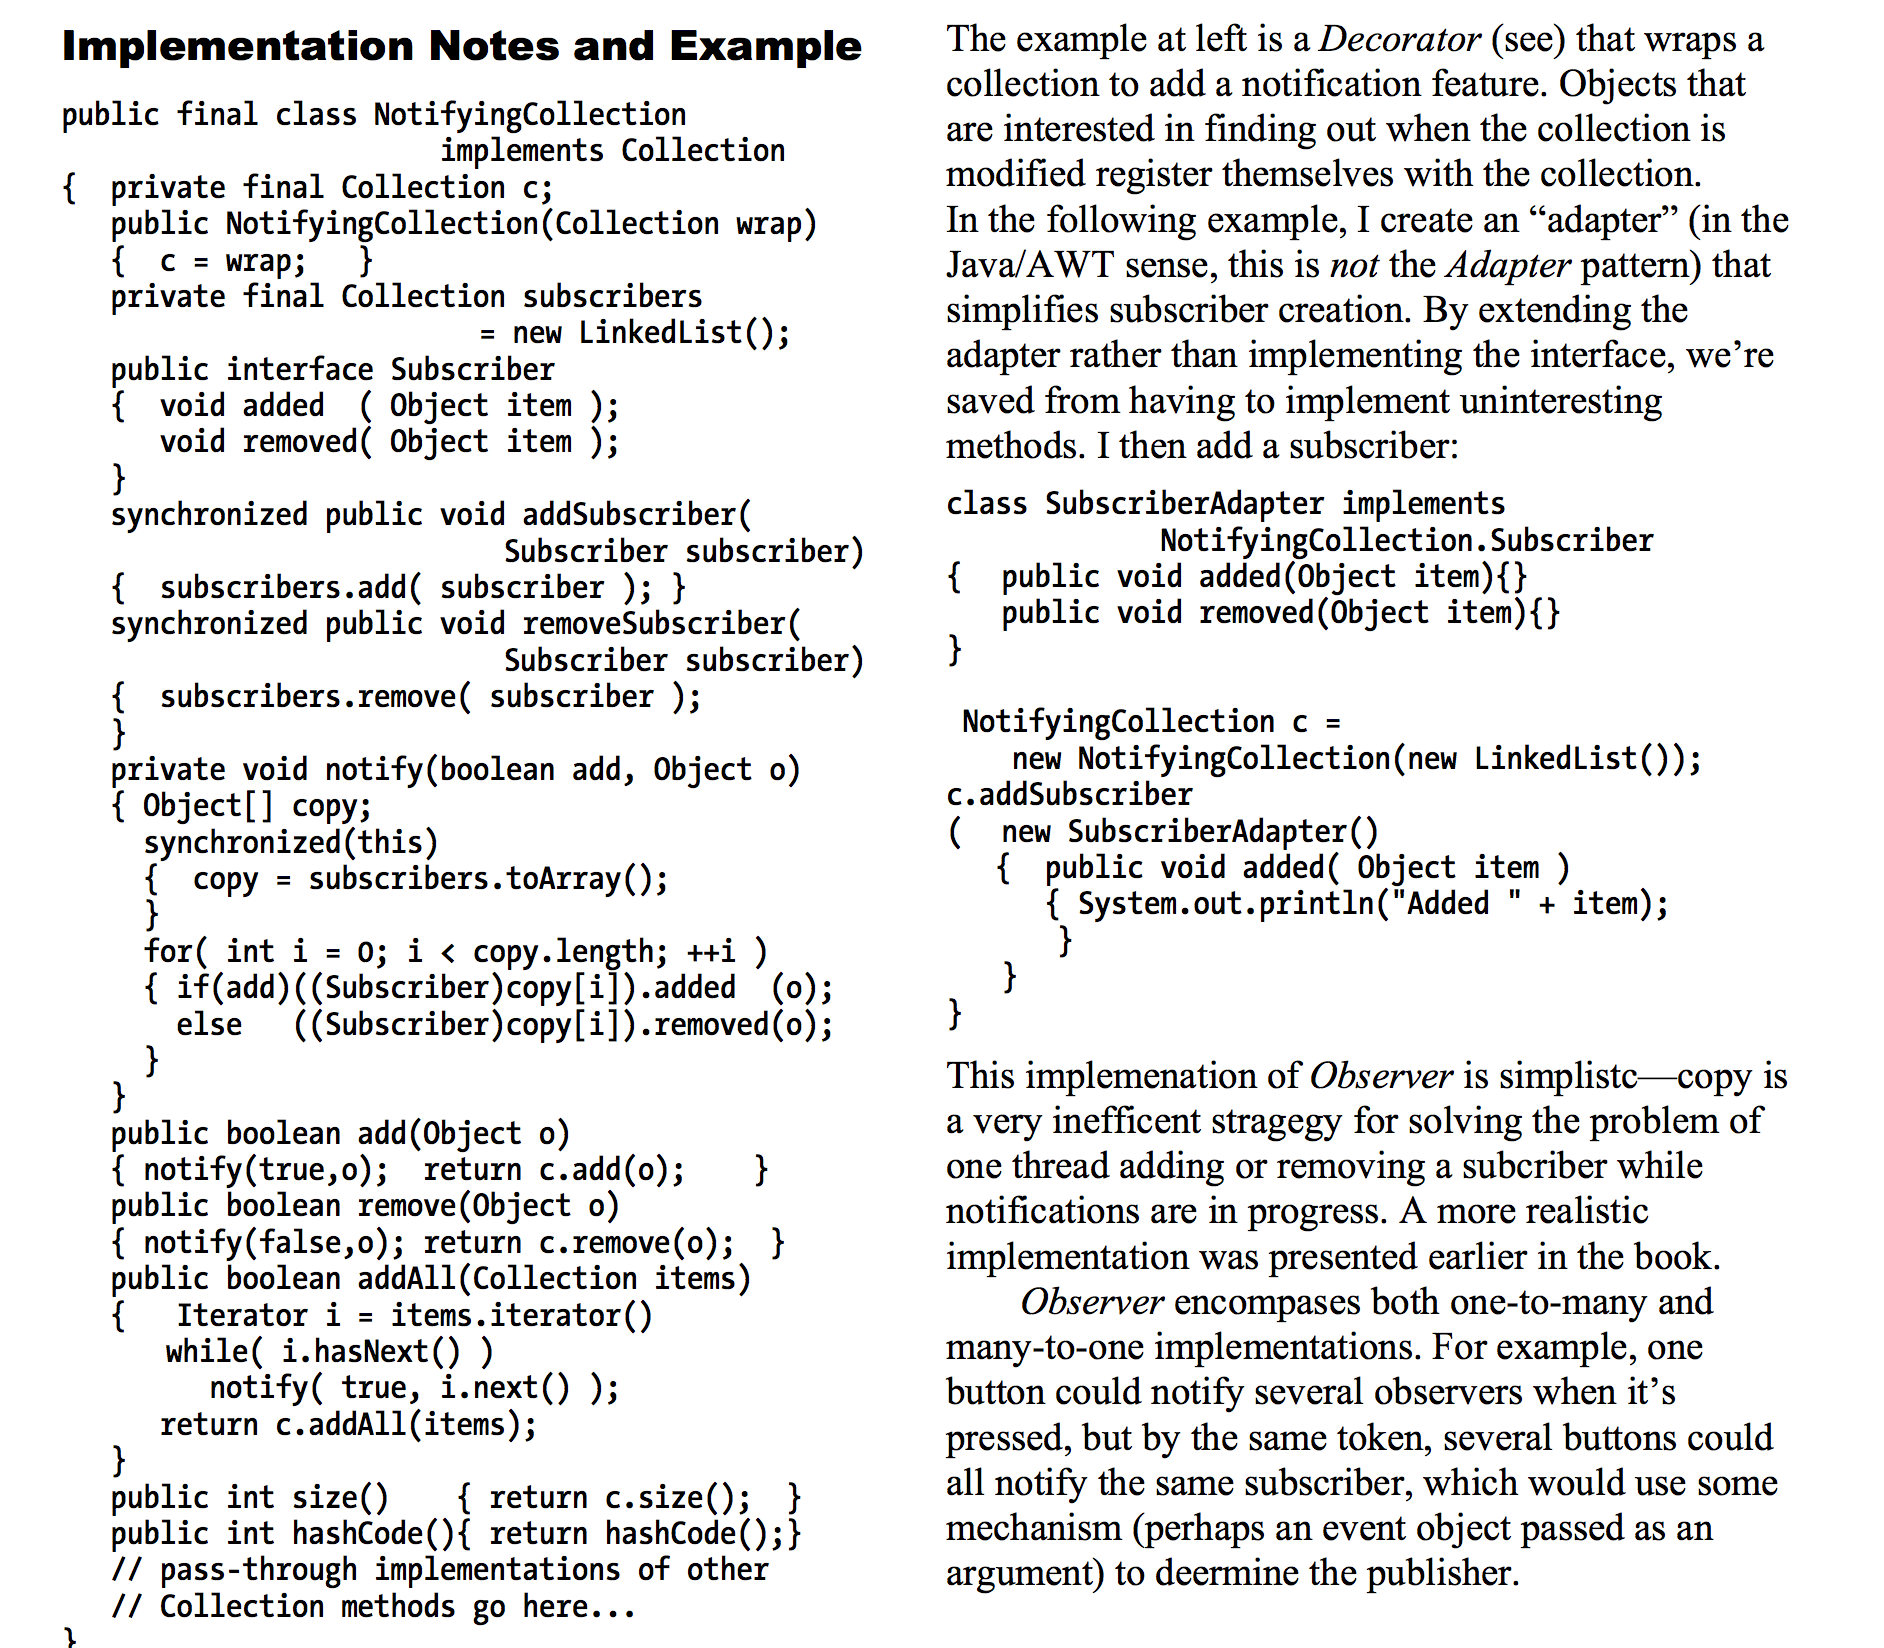 Implementation Notes and Example
public final class NotifyingCollection
implements Collection
{ private final Collection c;
public NotifyingCollection(Collection wrap)
{ c = wrap; }
private final Collection subscribers
= new LinkedList();
public interface Subscriber
{ void added ( Object item );
void removed( Object item );
}
synchronized public void addSubscriber(
Subscriber subscriber)
{ subscribers.add( subscriber ); }
synchronized public void removeSubscriber(
Subscriber subscriber)
{ subscribers.remove( subscriber );
}
private void notify(boolean add, Object o)
{ Object[] copy;
synchronized(this)
{ copy = subscribers.toArray();
}
for( int i = 0; i < copy.length; ++i )
{ if(add)((Subscriber)copy[i]).added (o);
else ((Subscriber)copy[i]).removed(o);
}
}
public boolean add(Object o)
{ notify(true,o); return c.add(o); }
public boolean remove(Object o)
{ notify(false,o); return c.remove(o); }
public boolean addAll(Collection items)
{ Iterator i = items.iterator()
while( i.hasNext() )
notify( true, i.next() );
return c.addAll(items);
}
public int size() { return c.size(); }
public int hashCode(){ return hashCode();}
// pass-through implementations of other
// Collection methods go here...
}
The example at left is a Decorator (see) that wraps a
collection to add a notification feature. Objects that
are interested in finding out when the collection is
modified register themselves with the collection.
In the following example, I create an “adapter” (in the
Java/AWT sense, this is not the Adapter pattern) that
simplifies subscriber creation. By extending the
adapter rather than implementing the interface, we’re
saved from having to implement uninteresting
methods. I then add a subscriber:
class SubscriberAdapter implements
NotifyingCollection.Subscriber
{ public void added(Object item){}
public void removed(Object item){}
}
NotifyingCollection c =
new NotifyingCollection(new LinkedList());
c.addSubscriber
( new SubscriberAdapter()
{ public void added( Object item )
{ System.out.println("Added " + item);
}
}
}
This implemenation of Observer is simplistc—copy is
a very inefficent stragegy for solving the problem of
one thread adding or removing a subcriber while
notifications are in progress. A more realistic
implementation was presented earlier in the book.
Observer encompases both one-to-many and
many-to-one implementations. For example, one
button could notify several observers when it’s
pressed, but by the same token, several buttons could
all notify the same subscriber, which would use some
mechanism (perhaps an event object passed as an
argument) to deermine the publisher.